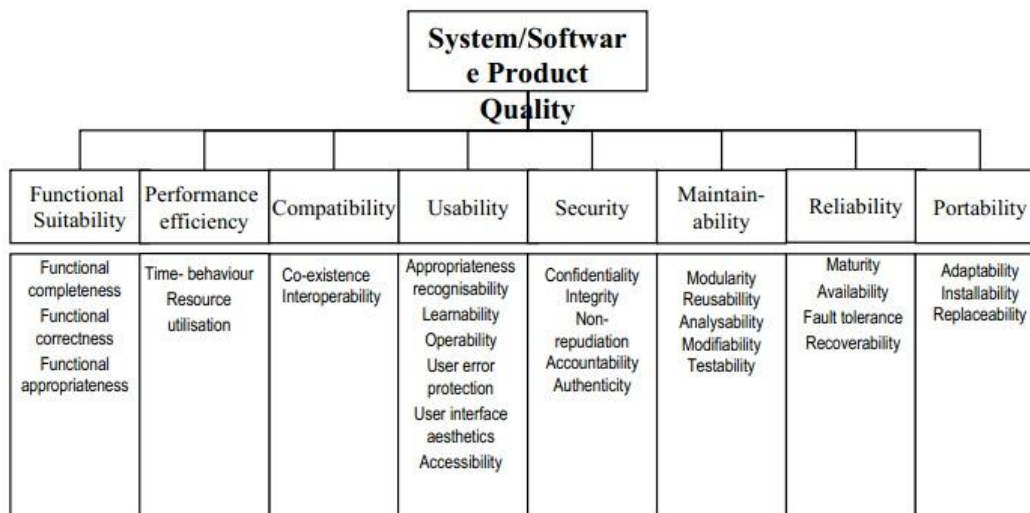 System/Softwar
e Product
Quality
Functional
Suitability
Performance
efficiency
Compatibility
Usability
Security
Maintain-
ability
Reliability
Portability
Functional
completeness
Functional
correctness
Functional
appropriateness
Time- behaviour
Resource
utilisation
Co-existence
Interoperability
Appropriateness
recognisability
Learnability
Operability
User error
protection
User interface
aesthetics
Accessibility
Confidentiality
Integrity
Non-
repudiation
Accountability
Authenticity
Modularity
Reusabillity
Analysability
Modifiability
Testability
Maturity
Availability
Fault tolerance
Recoverability
Adaptability
Installability
Replaceability